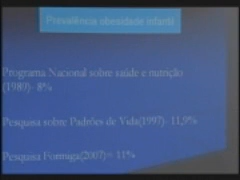 Prevalência obesidade infantil
Programa Nacional sobre saúde e nutrição
(1989)- 8%
Pesquisa sobre Padrões de Vida(1997)- 11,9%
Pesquisa Formiga(2007)= 11%